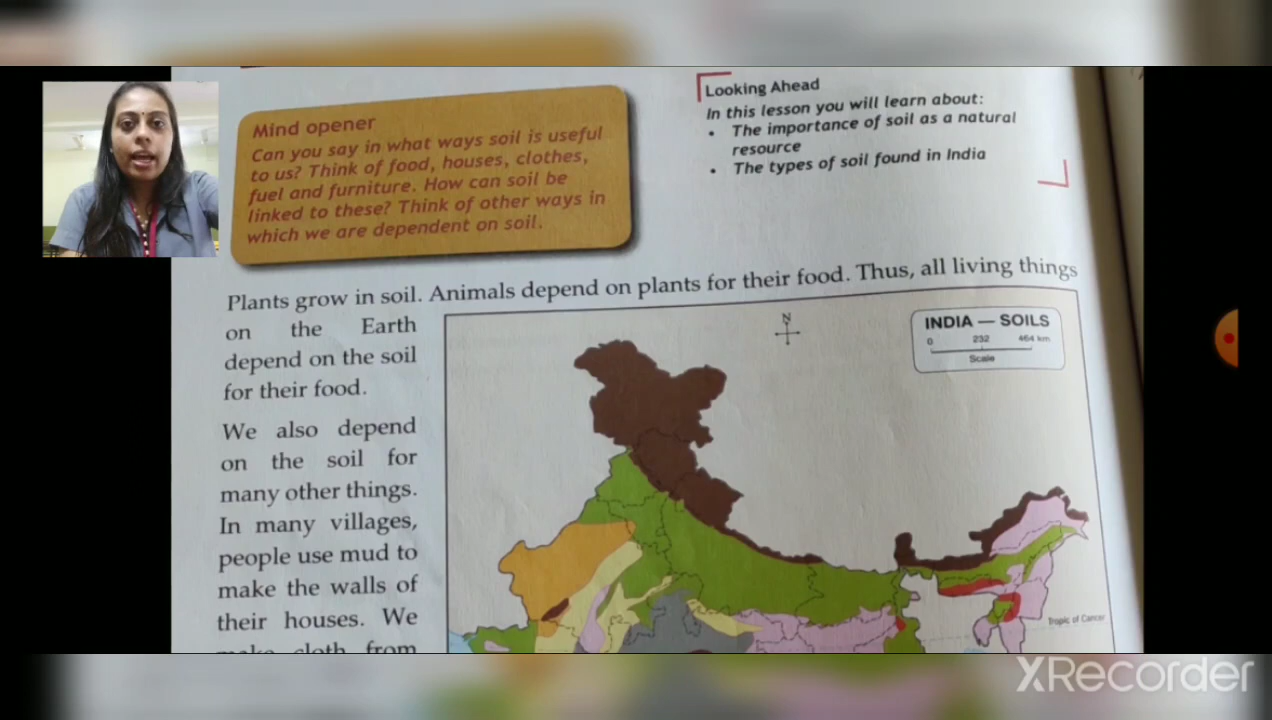 Mind opener
Can you say in what ways soil is useful
to us? Think of food, houses, clothes,
fuel and furniture. How can soil be
linked to these? Think of other ways in
which we are dependent on soil.
Looking Ahead
In this lesson you will learn about:
• The importance of soil as a natural
resource
• The types of soil found in India
Plants grow in soil. Animals depend on plants for their food. Thus, all living things
on the Earth
depend on the soil
for their food.
We also depend
on the soil for
many other things.
In many villages,
people use mud to
make the walls of
their houses. We
make cloth from
N
INDIA — SOILS
0 232 464 km
Scale
Tropic of Cancer
XRecorder